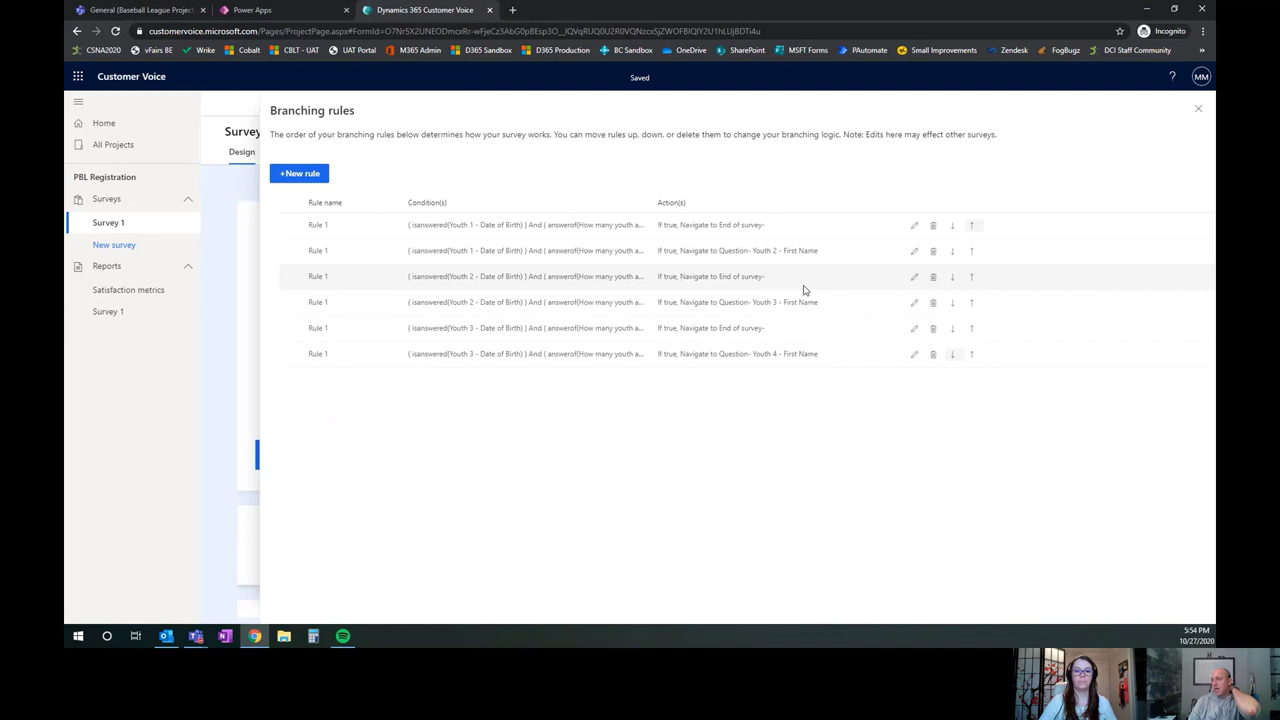 General (Baseball League Project
Power Apps
Dynamics 365 Customer Voice
Incognito
CSNA2020
vFairs BE
Wrike
Cobalt
CBLT - UAT
UAT Portal
M365 Admin
D365 Sandbox
D365 Production
BC Sandbox
OneDrive
SharePoint
MSFT Forms
PAutomate
Small Improvements
Zendesk
FogBugz
DCI Staff Community
Customer Voice
Saved
MM
Home
All Projects
PBL Registration
Surveys
Survey 1
New survey
Reports
Satisfaction metrics
Survey 1
Survey
Design
Branching rules
The order of your branching rules below determines how your survey works. You can move rules up, down, or delete them to change your branching logic. Note: Edits here may effect other surveys.
+New rule
Rule name Condition(s) Action(s)
Rule 1 ( isanswered(Youth 1 - Date of Birth) ) And ( answerof(How many youth a... If true, Navigate to End of survey-
Rule 1 ( isanswered(Youth 1 - Date of Birth) ) And ( answerof(How many youth a... If true, Navigate to Question- Youth 2 - First Name
Rule 1 ( isanswered(Youth 2 - Date of Birth) ) And ( answerof(How many youth a... If true, Navigate to End of survey-
Rule 1 ( isanswered(Youth 2 - Date of Birth) ) And ( answerof(How many youth a... If true, Navigate to Question- Youth 3 - First Name
Rule 1 ( isanswered(Youth 3 - Date of Birth) ) And ( answerof(How many youth a... If true, Navigate to End of survey-
Rule 1 ( isanswered(Youth 3 - Date of Birth) ) And ( answerof(How many youth a... If true, Navigate to Question- Youth 4 - First Name
5:54 PM
10/27/2020